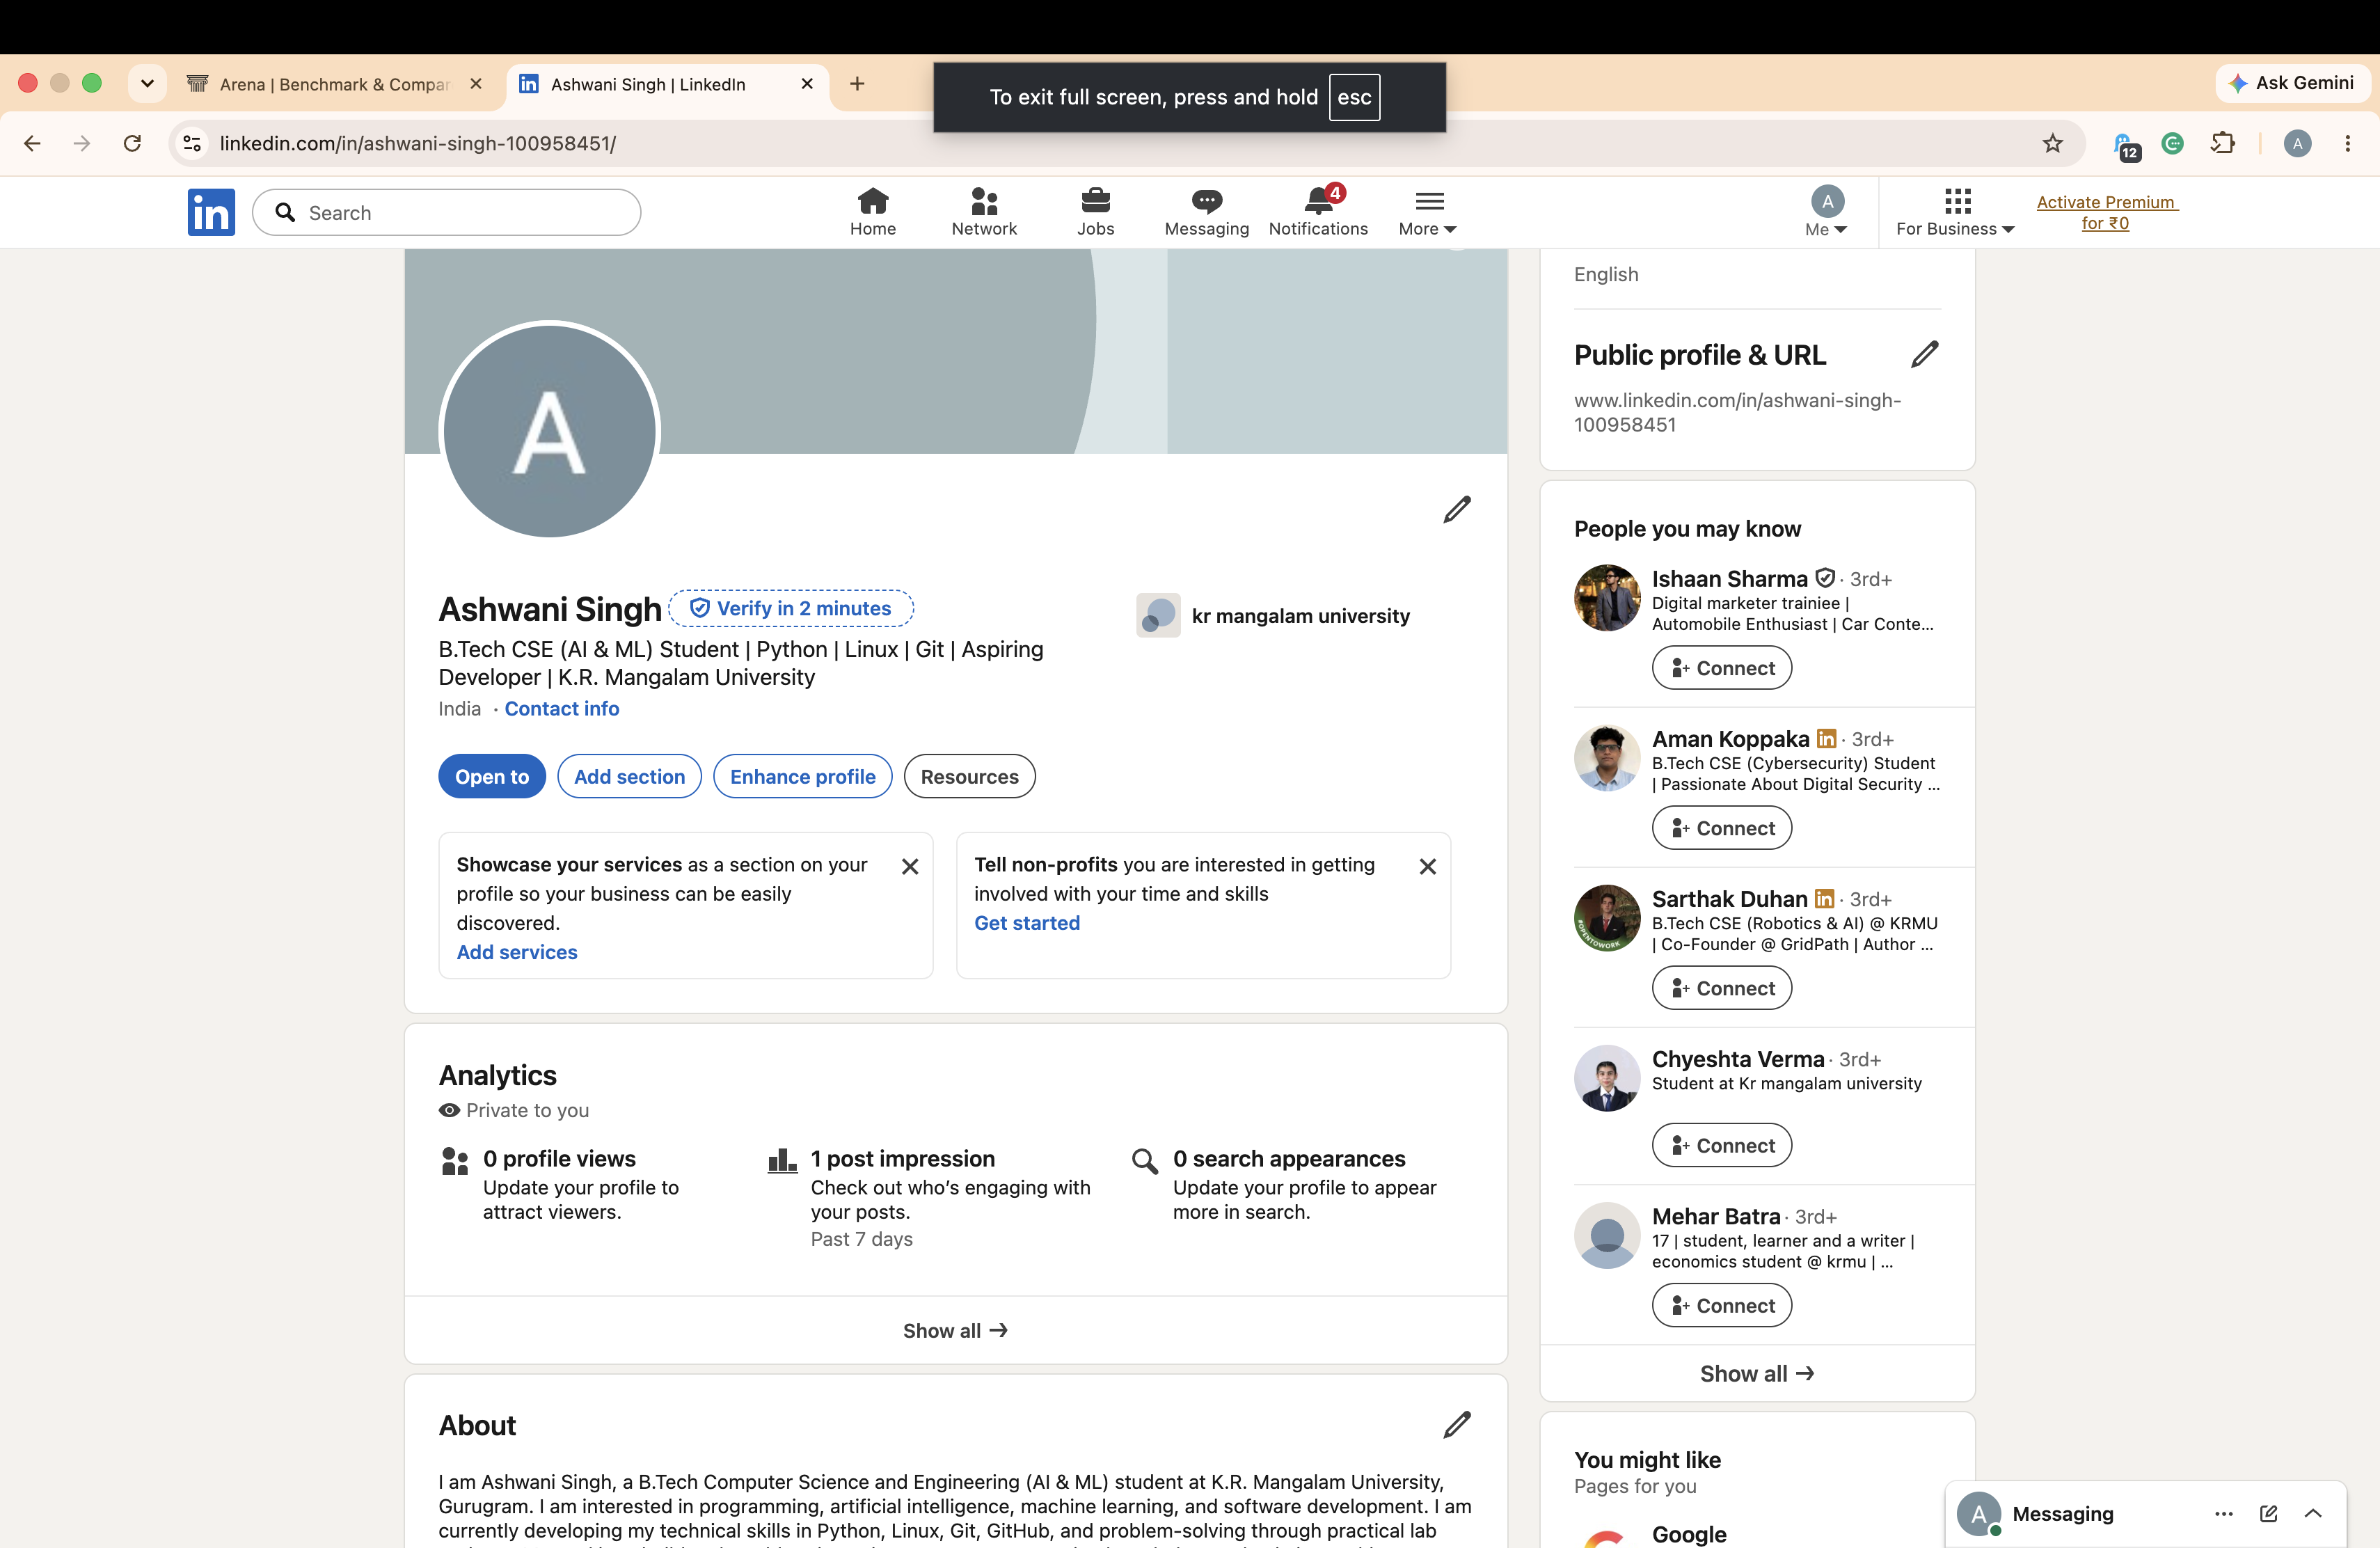 Arena | Benchmark & Compar
Ashwani Singh | LinkedIn
To exit full screen, press and hold esc
Ask Gemini
linkedin.com/in/ashwani-singh-100958451/
12
A
in
Search
Home
Network
Jobs
Messaging
4
Notifications
More
A
Me
For Business
Activate Premium
for ₹0
A
Ashwani Singh
Verify in 2 minutes
B.Tech CSE (AI & ML) Student | Python | Linux | Git | Aspiring
Developer | K.R. Mangalam University
India · Contact info
kr mangalam university
Open to
Add section
Enhance profile
Resources
Showcase your services as a section on your
profile so your business can be easily
discovered.
Add services
Tell non-profits you are interested in getting
involved with your time and skills
Get started
Analytics
Private to you
0 profile views
Update your profile to
attract viewers.
1 post impression
Check out who’s engaging with
your posts.
Past 7 days
0 search appearances
Update your profile to appear
more in search.
Show all →
About
I am Ashwani Singh, a B.Tech Computer Science and Engineering (AI & ML) student at K.R. Mangalam University,
Gurugram. I am interested in programming, artificial intelligence, machine learning, and software development. I am
currently developing my technical skills in Python, Linux, Git, GitHub, and problem-solving through practical lab
English
Public profile & URL
www.linkedin.com/in/ashwani-singh-
100958451
People you may know
Ishaan Sharma · 3rd+
Digital marketer trainiee |
Automobile Enthusiast | Car Conte...
Connect
Aman Koppaka in · 3rd+
B.Tech CSE (Cybersecurity) Student
| Passionate About Digital Security ...
Connect
#OPENTOWORK
Sarthak Duhan in · 3rd+
B.Tech CSE (Robotics & AI) @ KRMU
| Co-Founder @ GridPath | Author ...
Connect
Chyeshta Verma · 3rd+
Student at Kr mangalam university
Connect
Mehar Batra · 3rd+
17 | student, learner and a writer |
economics student @ krmu | ...
Connect
Show all →
You might like
Pages for you
Google
A
Messaging